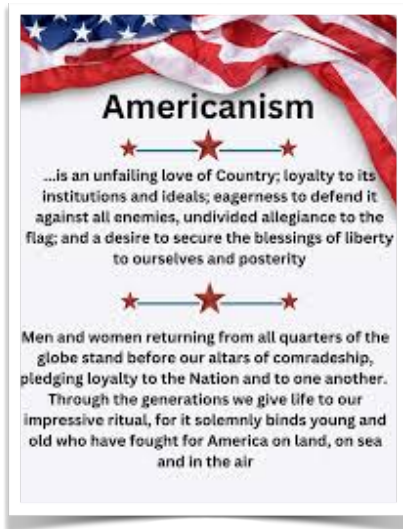 Americanism
...is an unfailing love of Country; loyalty to its
institutions and ideals; eagerness to defend it
against all enemies, undivided allegiance to the
flag; and a desire to secure the blessings of liberty
to ourselves and posterity
Men and women returning from all quarters of the
globe stand before our altars of comradeship,
pledging loyalty to the Nation and to one another.
Through the generations we give life to our
impressive ritual, for it solemnly binds young and
old who have fought for America on land, on sea
and in the air